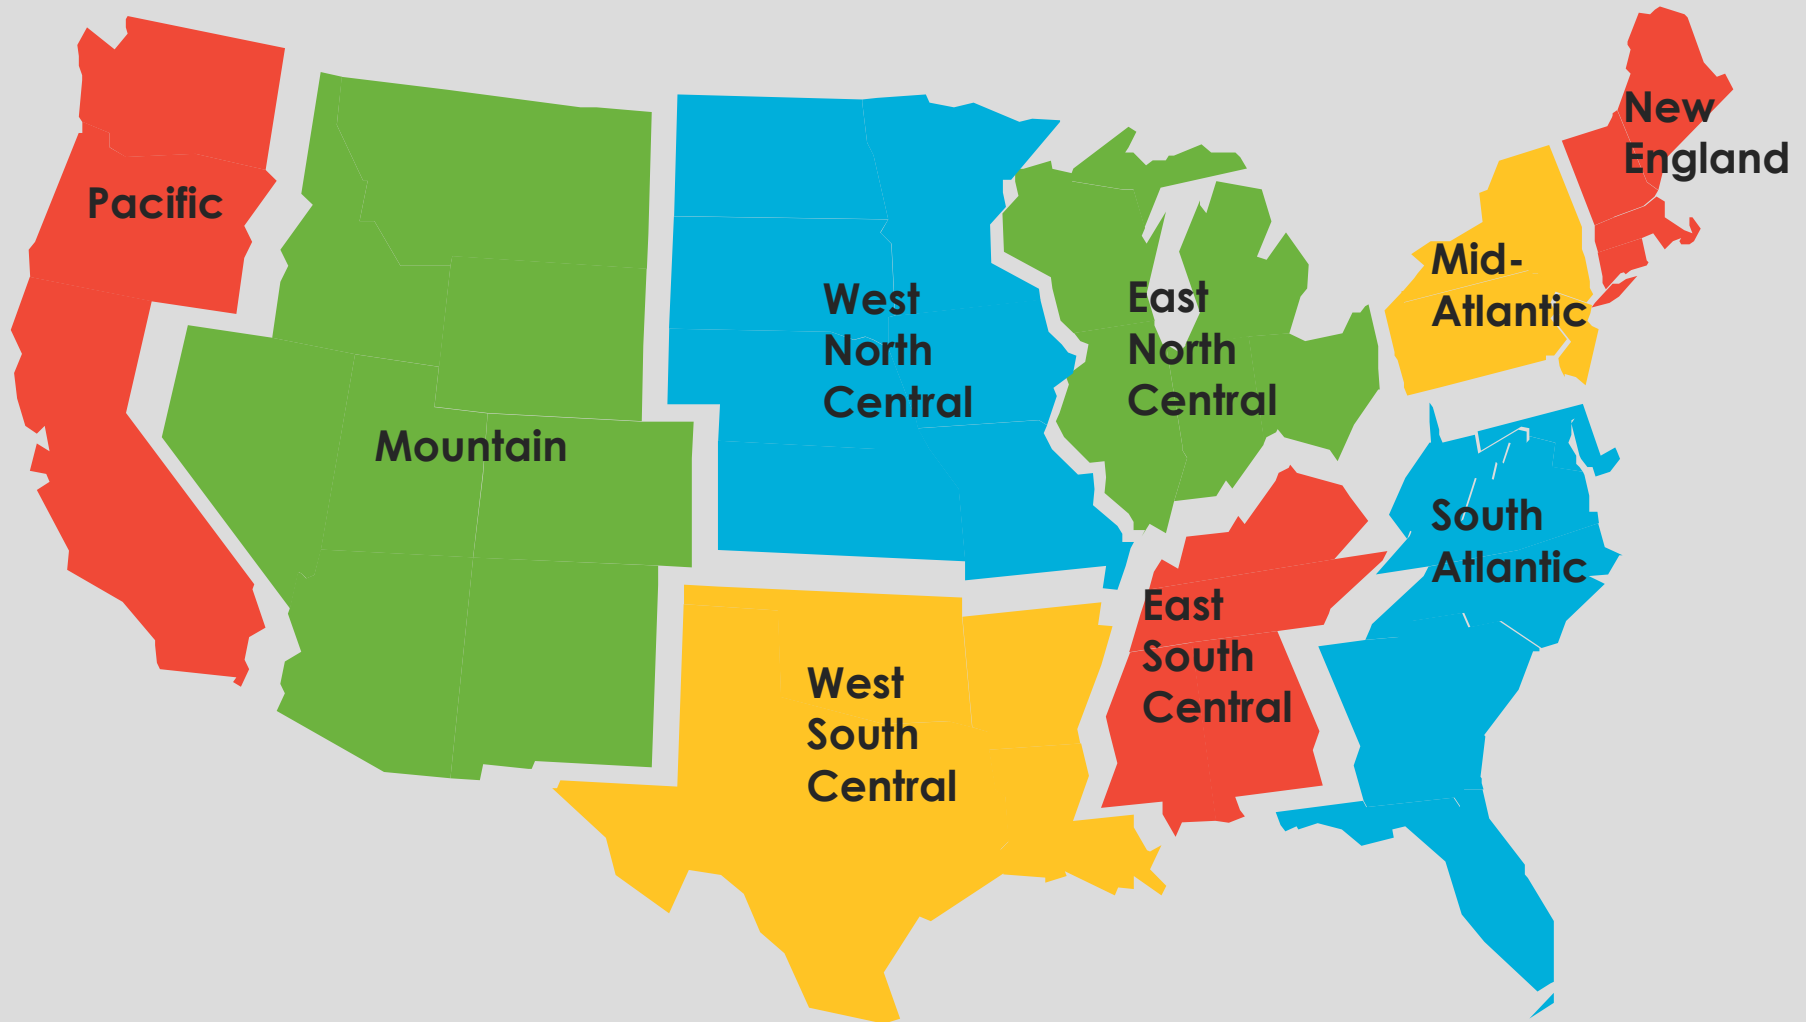 New
England
Pacific
Mid-
Atlantic
West
North
Central
East
North
Central
Mountain
South
Atlantic
East
South
Central
West
South
Central